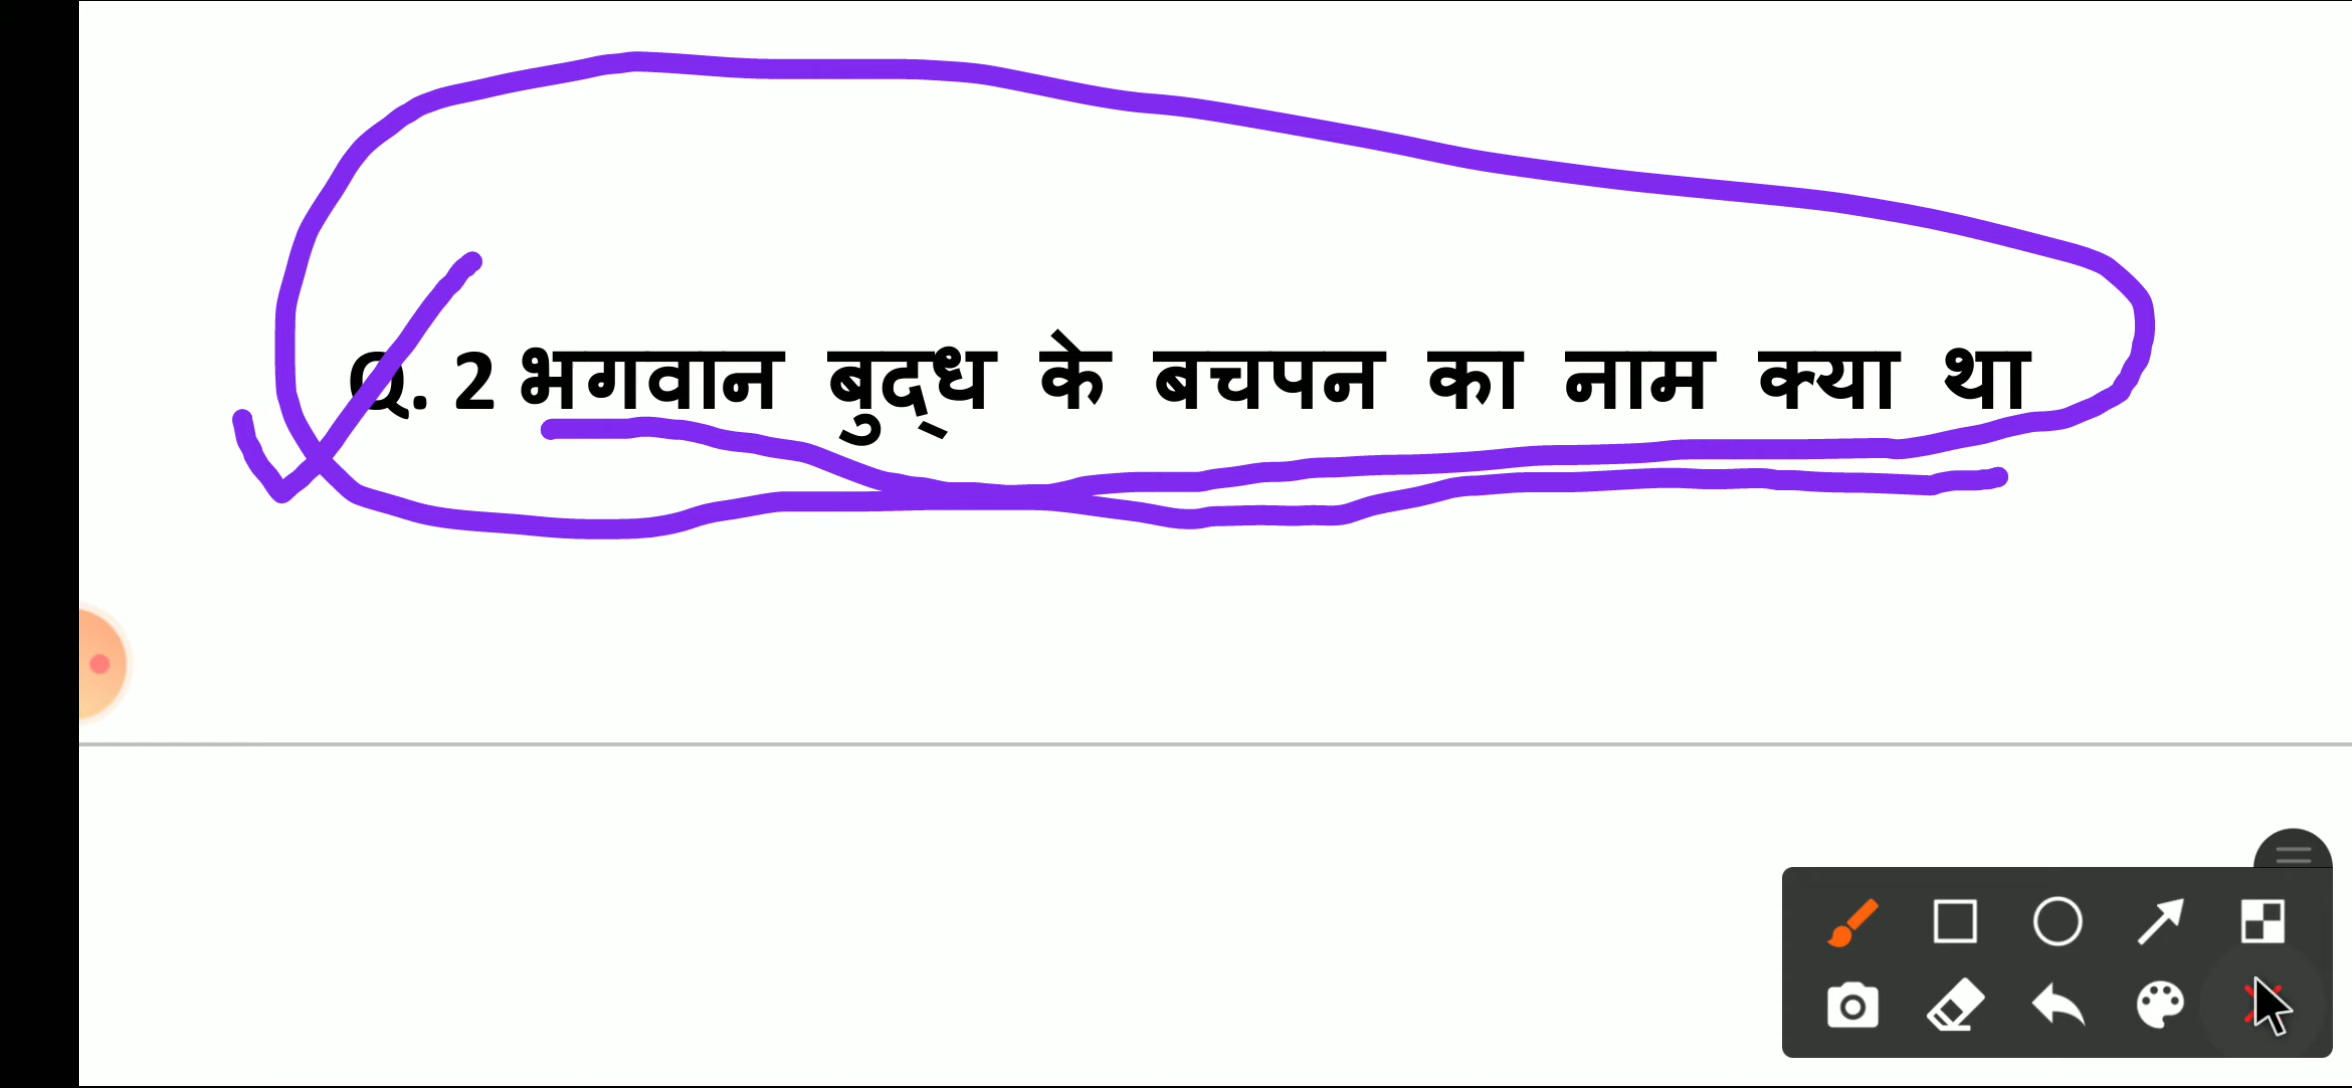 Q. 2 भगवान बुद्ध के बचपन का नाम क्या था